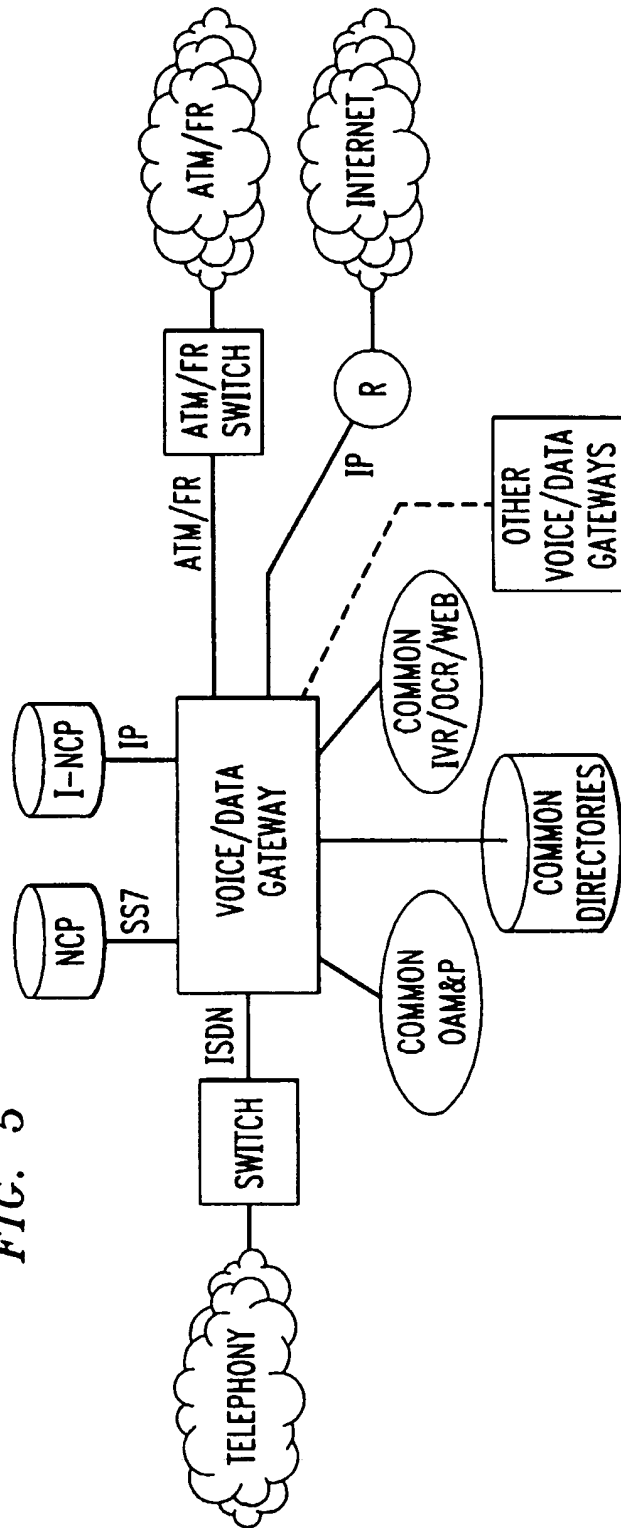 FIG. 5
NCP
I-NCP
SS7
IP
TELEPHONY
SWITCH
ISDN
VOICE/DATA
GATEWAY
ATM/FR
ATM/FR
SWITCH
ATM/FR
IP
R
INTERNET
COMMON
OAM&P
COMMON
DIRECTORIES
COMMON
IVR/OCR/WEB
OTHER
VOICE/DATA
GATEWAYS